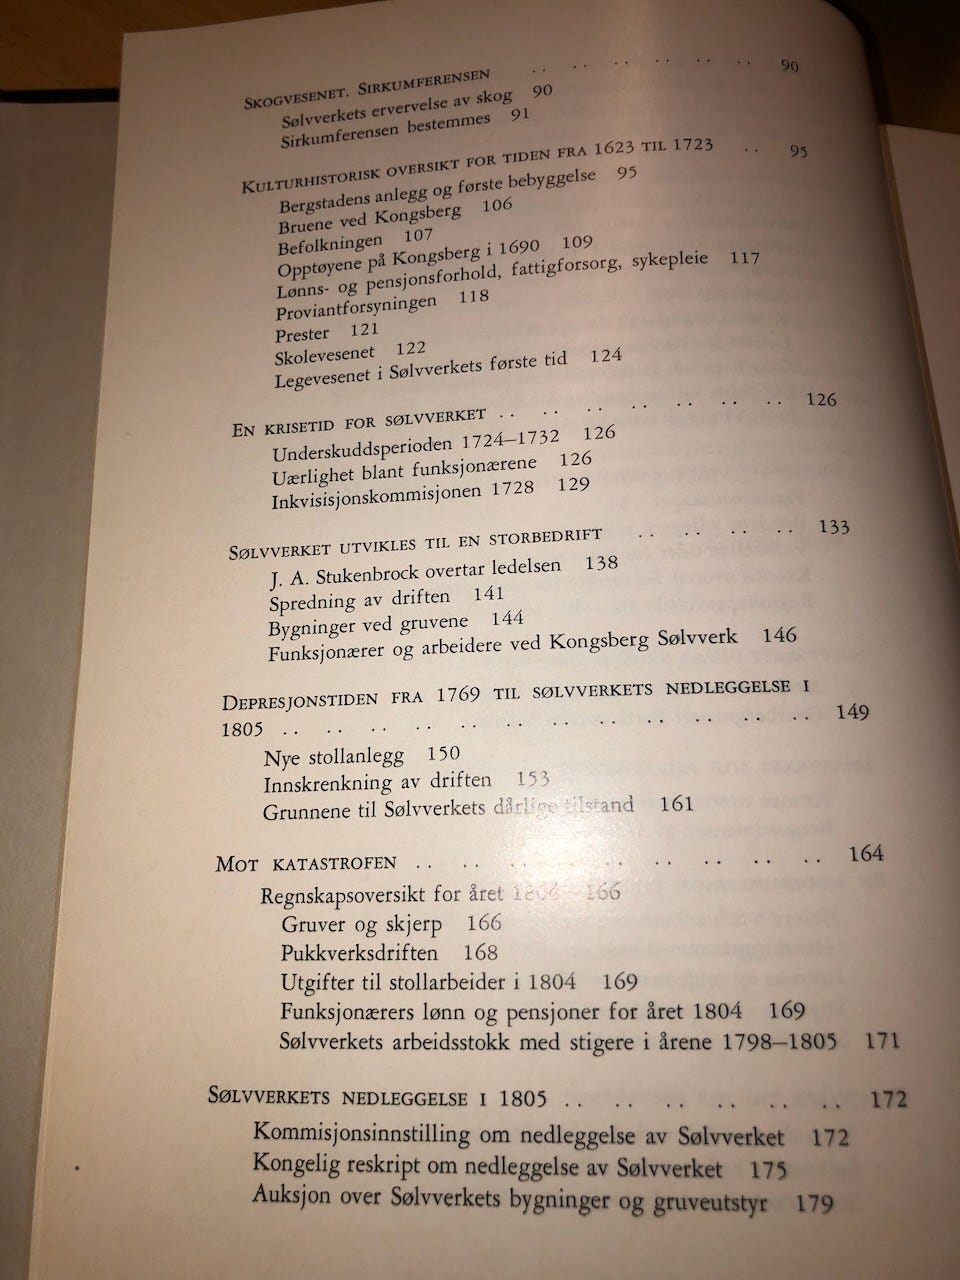 SKOGVESENET. SIRKUMFERENSEN .. .. .. .. .. .. 90
Sølvverkets ervervelse av skog 90
Sirkumferensen bestemmes 91
KULTURHISTORISK OVERSIKT FOR TIDEN FRA 1623 TIL 1723 .. 95
Bergstadens anlegg og første bebyggelse 95
Bruene ved Kongsberg 106
Befolkningen 107
Opptøyene på Kongsberg i 1690 109
Lønns- og pensjonsforhold, fattigforsorg, sykepleie 117
Proviantforsyningen 118
Prester 121
Skolevesenet 122
Legevesenet i Sølvverkets første tid 124
EN KRISETID FOR SØLVVERKET .. .. .. .. .. .. .. 126
Underskuddsperioden 1724–1732 126
Uærlighet blant funksjonærene 126
Inkvisisjonskommisjonen 1728 129
SØLVVERKET UTVIKLES TIL EN STORBEDRIFT .. .. .. .. 133
J. A. Stukenbrock overtar ledelsen 138
Spredning av driften 141
Bygninger ved gruvene 144
Funksjonærer og arbeidere ved Kongsberg Sølvverk 146
DEPRESJONSTIDEN FRA 1769 TIL SØLVVERKETS NEDLEGGELSE I
1805 .. .. .. .. .. .. .. .. .. .. .. .. .. 149
Nye stollanlegg 150
Innskrenkning av driften 153
Grunnene til Sølvverkets dårlige tilstand 161
MOT KATASTROFEN .. .. .. .. .. .. .. .. .. 164
Regnskapsoversikt for året 1804 166
Gruver og skjerp 166
Pukkverksdriften 168
Utgifter til stollarbeider i 1804 169
Funksjonærers lønn og pensjoner for året 1804 169
Sølvverkets arbeidsstokk med stigere i årene 1798–1805 171
SØLVVERKETS NEDLEGGELSE I 1805 .. .. .. .. .. .. 172
Kommisjonsinnstilling om nedleggelse av Sølvverket 172
Kongelig reskript om nedleggelse av Sølvverket 175
Auksjon over Sølvverkets bygninger og gruveutstyr 179